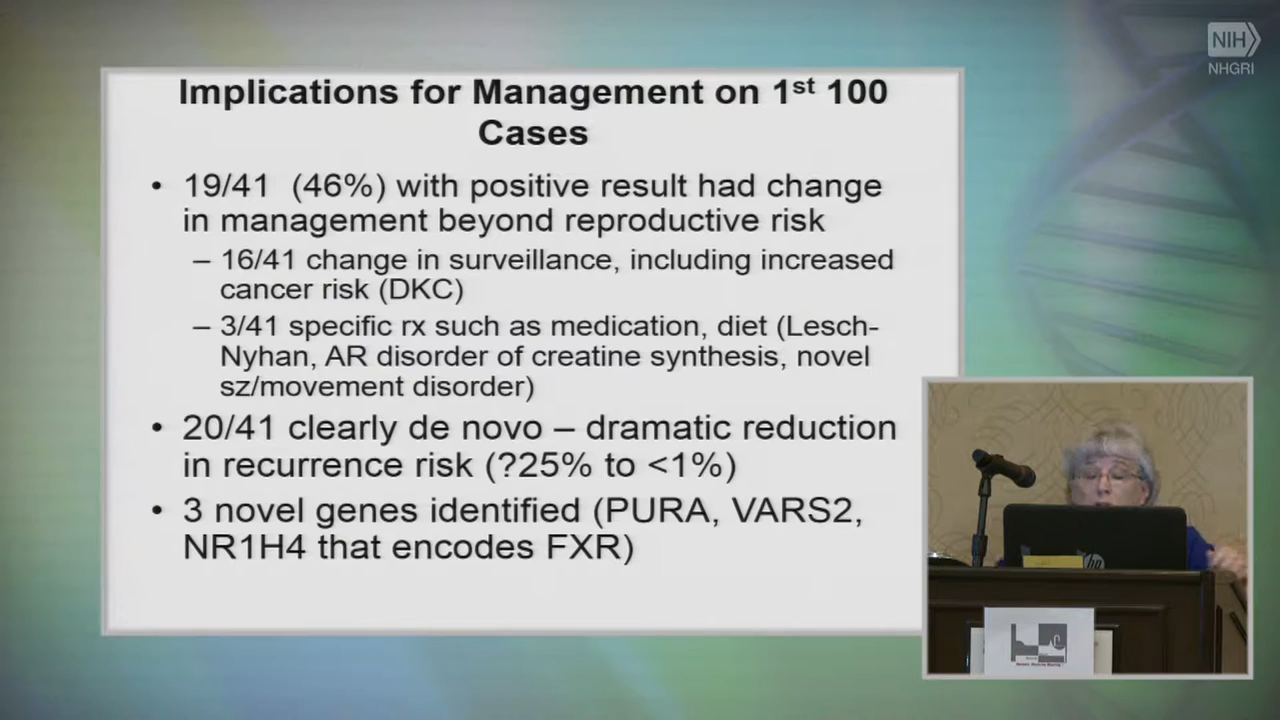 NIH
NHGRI
Implications for Management on 1st 100
Cases
• 19/41 (46%) with positive result had change
in management beyond reproductive risk
– 16/41 change in surveillance, including increased
cancer risk (DKC)
– 3/41 specific rx such as medication, diet (Lesch-
Nyhan, AR disorder of creatine synthesis, novel
sz/movement disorder)
• 20/41 clearly de novo – dramatic reduction
in recurrence risk (?25% to <1%)
• 3 novel genes identified (PURA, VARS2,
NR1H4 that encodes FXR)
hp